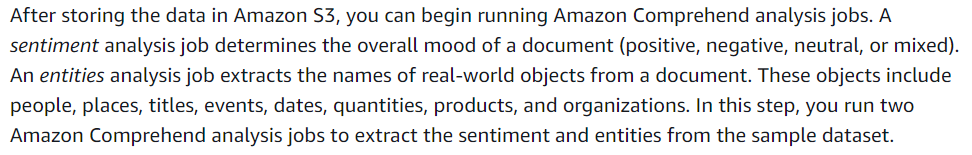 After storing the data in Amazon S3, you can begin running Amazon Comprehend analysis jobs. A
sentiment analysis job determines the overall mood of a document (positive, negative, neutral, or mixed).
An entities analysis job extracts the names of real-world objects from a document. These objects include
people, places, titles, events, dates, quantities, products, and organizations. In this step, you run two
Amazon Comprehend analysis jobs to extract the sentiment and entities from the sample dataset.